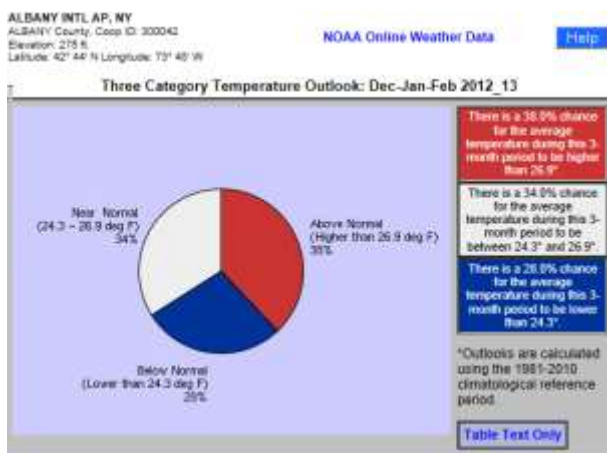 ALBANY INTL AP, NY
ALBANY County, Coop ID: 300042
Elevation: 275 ft.
Latitude: 42° 44' N Longitude: 73° 48' W
NOAA Online Weather Data
Help
Three Category Temperature Outlook: Dec-Jan-Feb 2012_13
Near Normal
(24.3 - 26.9 deg F)
34%
Above Normal
(Higher than 26.9 deg F)
38%
Below Normal
(Lower than 24.3 deg F)
28%
There is a 38.0% chance
for the average
temperature during this 3-
month period to be higher
than 26.9°.
There is a 34.0% chance
for the average
temperature during this 3-
month period to be
between 24.3° and 26.9°.
There is a 28.0% chance
for the average
temperature during this 3-
month period to be lower
than 24.3°.
*Outlooks are calculated
using the 1981-2010
climatological reference
period.
Table Text Only